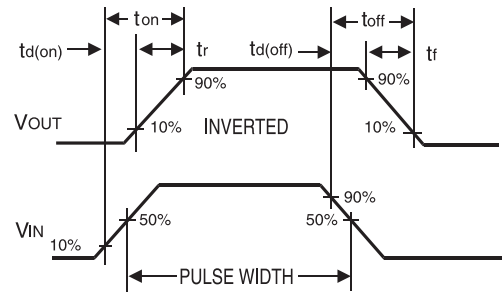 ton
toff
td(on)
tr
td(off)
tf
90%
90%
VOUT
10%
INVERTED
10%
90%
VIN
50%
50%
10%
PULSE WIDTH